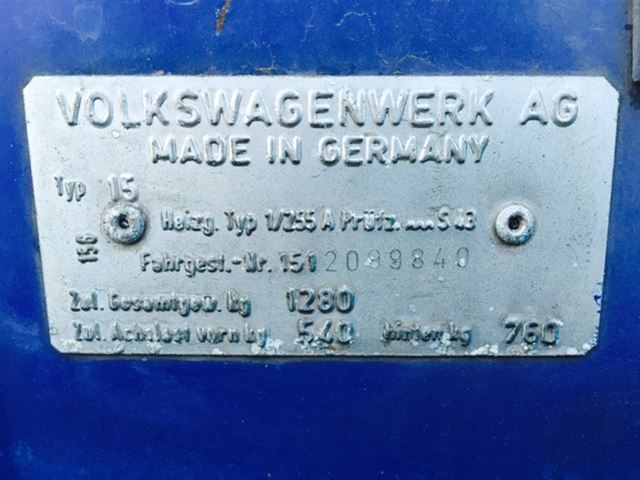 VOLKSWAGENWERK AG
MADE IN GERMANY
Typ 15
Heizg. Typ 1/255 A Prüfz. ~~~ S 43
156
Fahrgest.-Nr. 1512099840
Zul. Gesamtgew. kg 1280
Zul. Achslast vorn kg 540 hinten kg 760